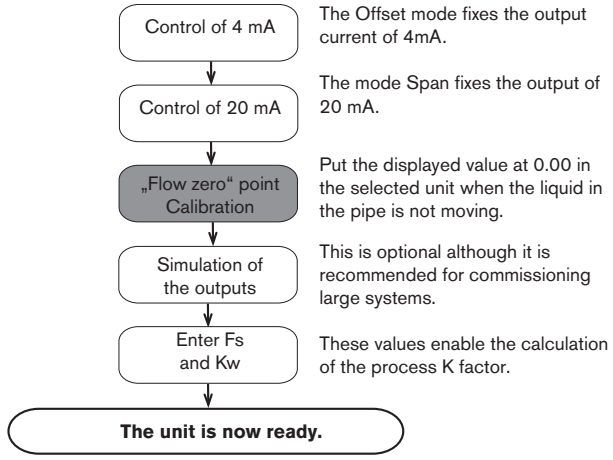 Control of 4 mA
The Offset mode fixes the output
current of 4mA.
Control of 20 mA
The mode Span fixes the output of
20 mA.
„Flow zero“ point
Calibration
Put the displayed value at 0.00 in
the selected unit when the liquid in
the pipe is not moving.
Simulation of
the outputs
This is optional although it is
recommended for commissioning
large systems.
Enter Fs
and Kw
These values enable the calculation
of the process K factor.
The unit is now ready.